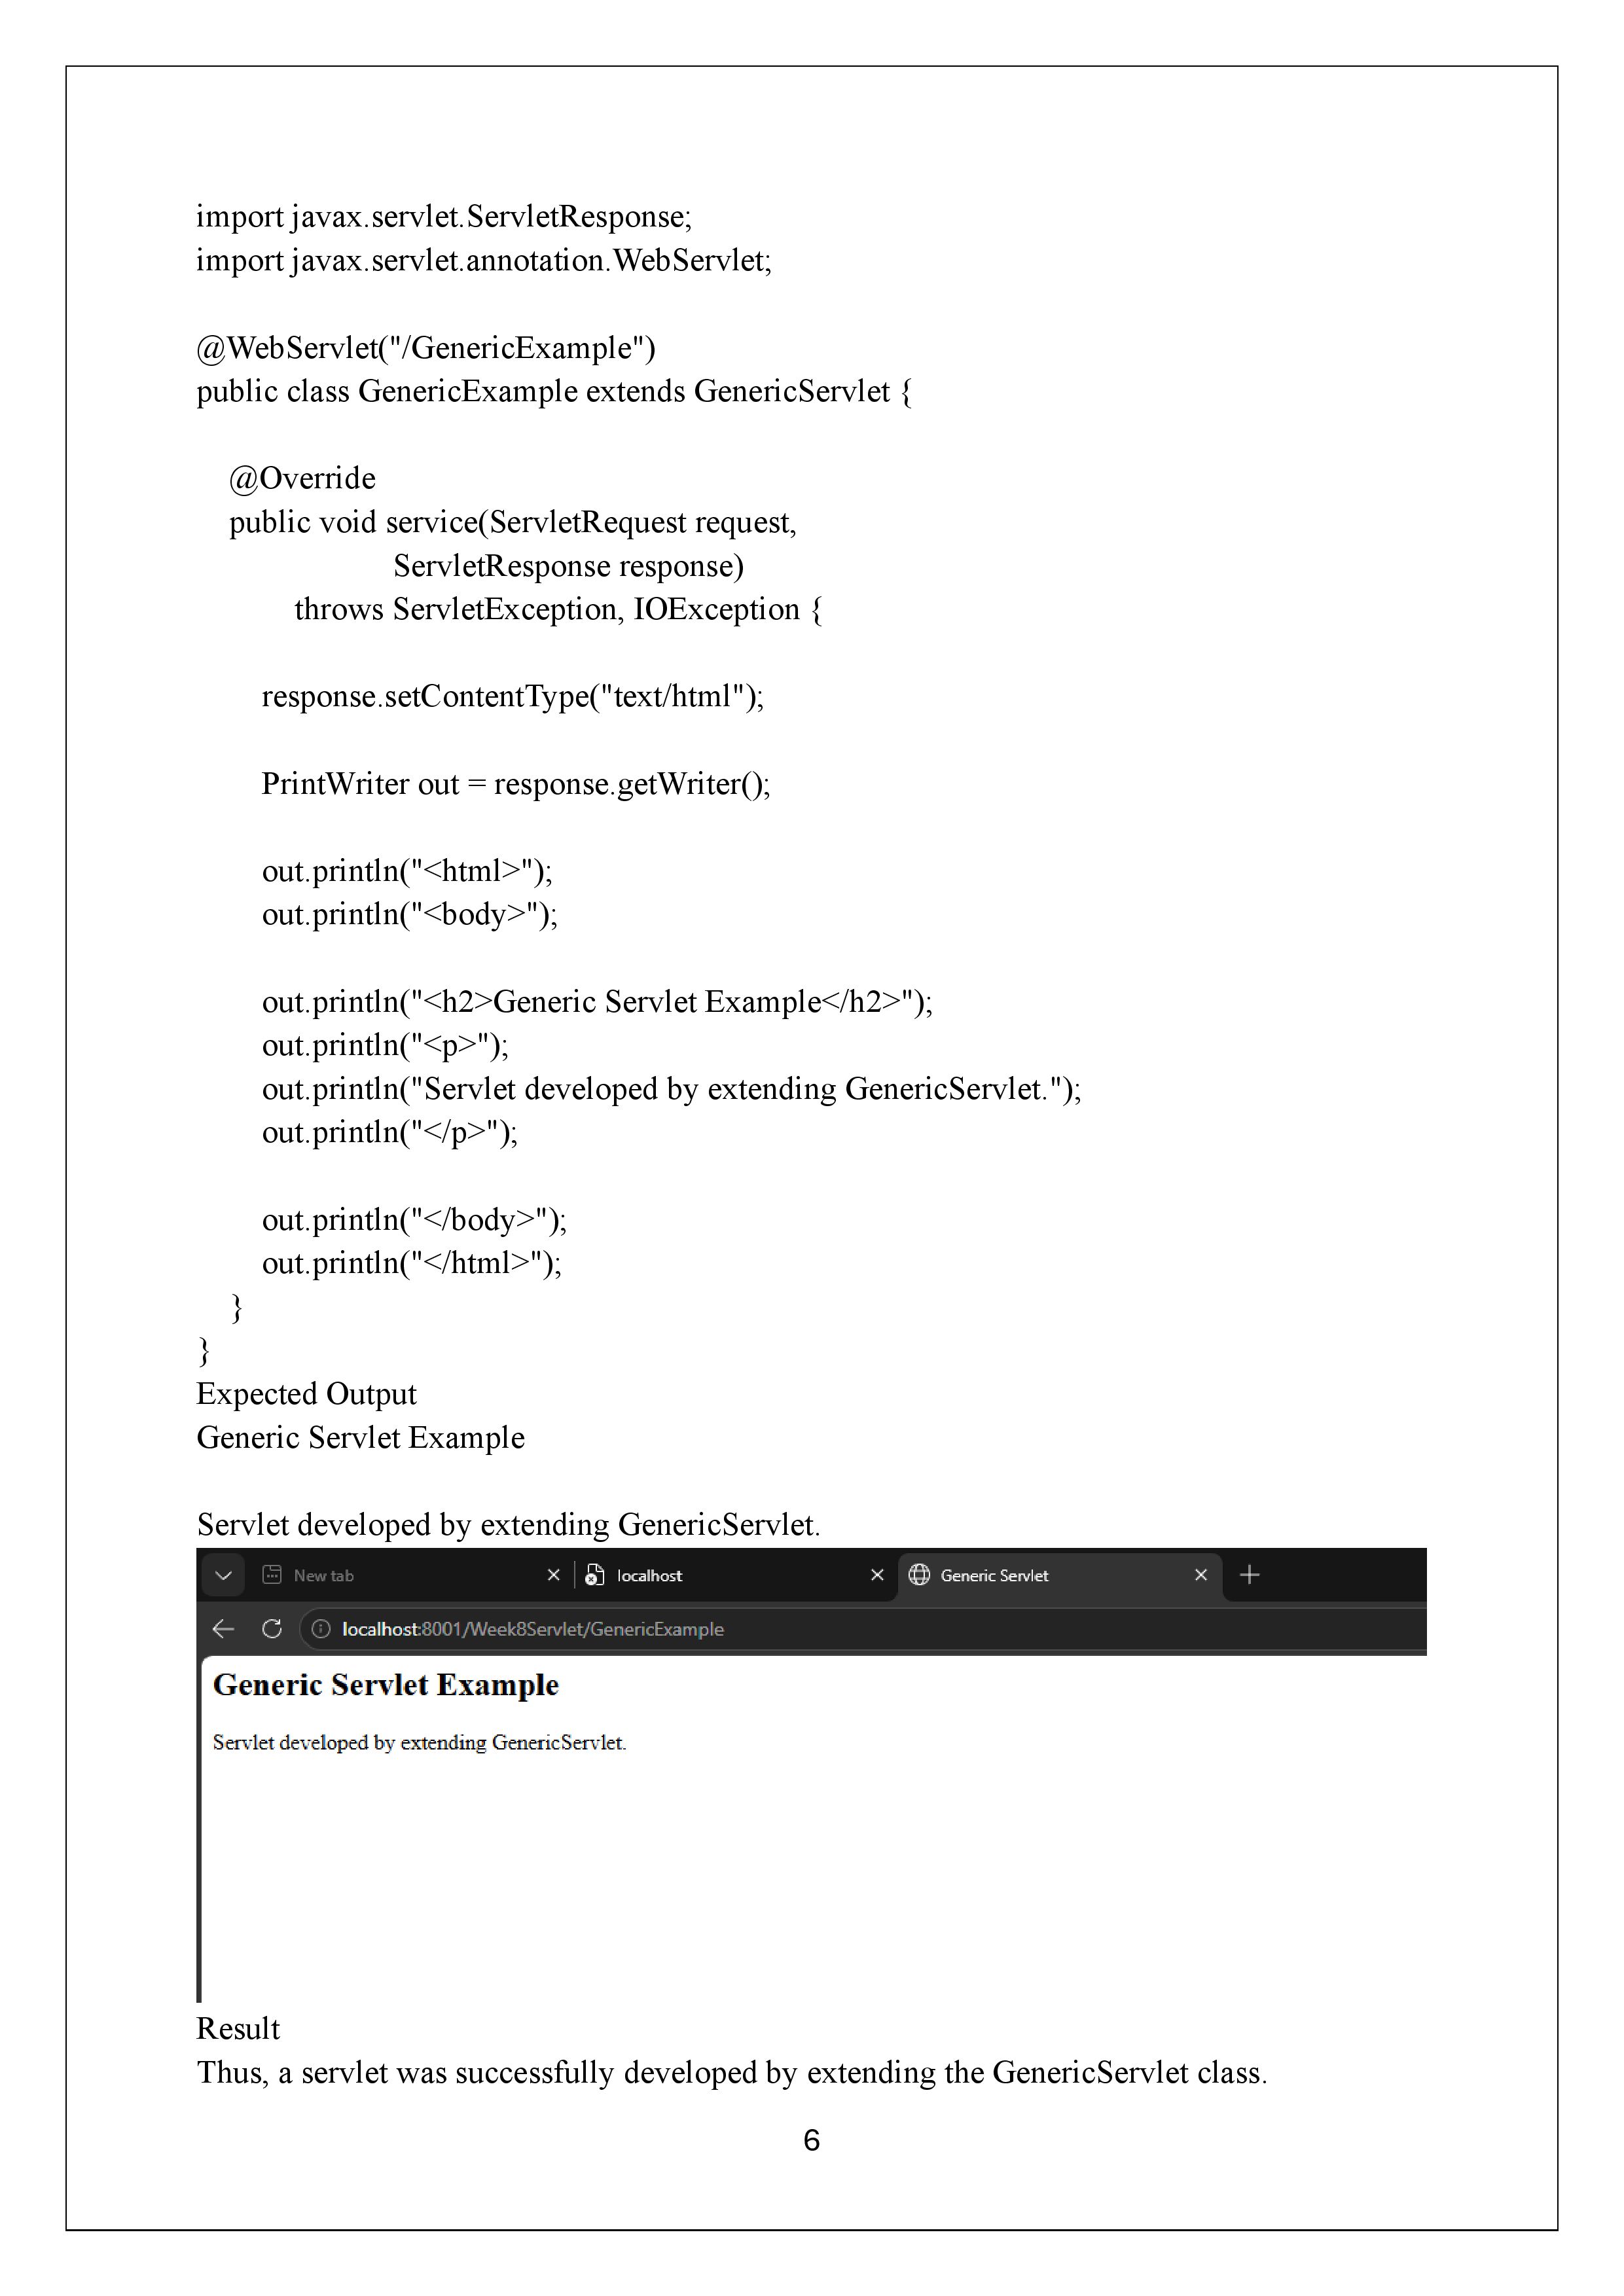 import javax.servlet.ServletResponse;
import javax.servlet.annotation.WebServlet;
@WebServlet("/GenericExample")
public class GenericExample extends GenericServlet {
@Override
public void service(ServletRequest request,
ServletResponse response)
throws ServletException, IOException {
response.setContentType("text/html");
PrintWriter out = response.getWriter();
out.println("<html>");
out.println("<body>");
out.println("<h2>Generic Servlet Example</h2>");
out.println("<p>");
out.println("Servlet developed by extending GenericServlet.");
out.println("</p>");
out.println("</body>");
out.println("</html>");
}
}
Expected Output
Generic Servlet Example
Servlet developed by extending GenericServlet.
New tab localhost Generic Servlet
localhost:8001/Week8Servlet/GenericExample
Generic Servlet Example
Servlet developed by extending GenericServlet.
Result
Thus, a servlet was successfully developed by extending the GenericServlet class.
6